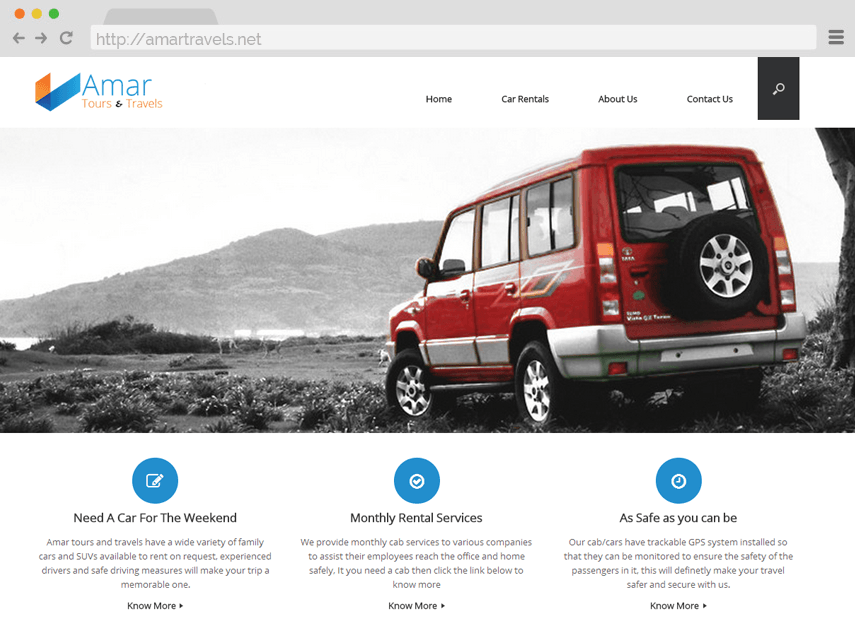 http://amartravels.net
Amar
Tours & Travels
Home
Car Rentals
About Us
Contact Us
TATA
Need A Car For The Weekend
Amar tours and travels have a wide variety of family
cars and SUVs available to rent on request, experienced
drivers and safe driving measures will make your trip a
memorable one.
Know More
Monthly Rental Services
We provide monthly cab services to various companies
to assist their employees reach the office and home
safely, It you need a cab then click the link below to
know more
Know More
As Safe as you can be
Our cab/cars have trackable GPS system installed so
that they can be monitored to ensure the safety of the
passengers in it, this will definetly make your travel
safer and secure with us.
Know More